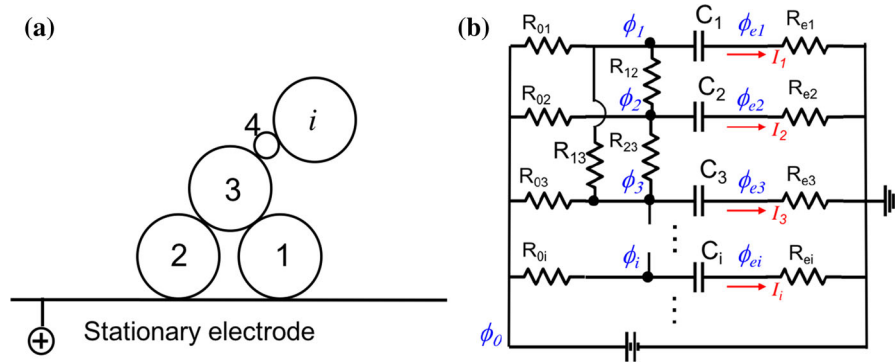 (a)
4
i
3
2
1
Stationary electrode
(b)
R01 ϕ1 C1 ϕe1 Re1
I1
R12
R02 ϕ2 C2 ϕe2 Re2
I2
R13 R23
R03 ϕ3 C3 ϕe3 Re3
I3
R0i ϕi Ci ϕei Rei
Ii
ϕ0